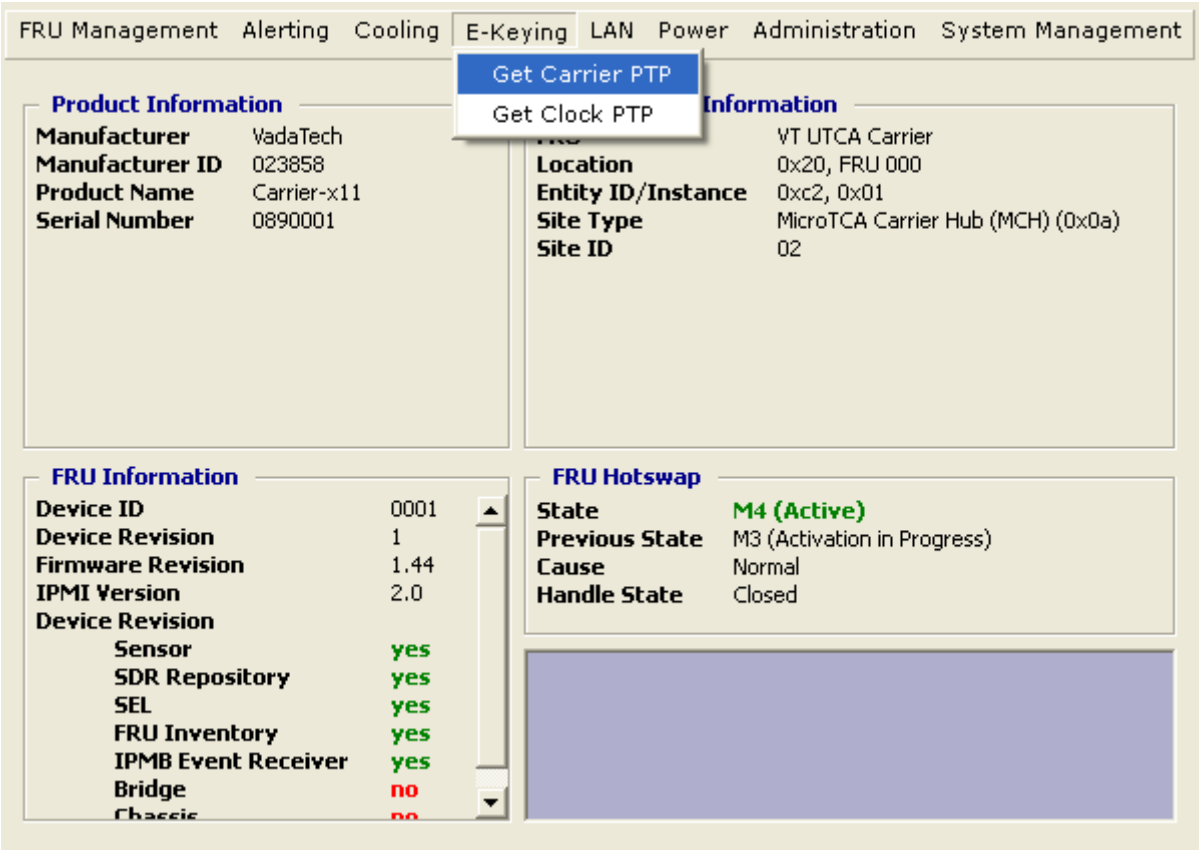 FRU Management Alerting Cooling E-Keying LAN Power Administration System Management
Get Carrier PTP
Get Clock PTP
Product Information
Manufacturer VadaTech
Manufacturer ID 023858
Product Name Carrier-x11
Serial Number 0890001
Information
FRU VT UTCA Carrier
Location 0x20, FRU 000
Entity ID/Instance 0xc2, 0x01
Site Type MicroTCA Carrier Hub (MCH) (0x0a)
Site ID 02
FRU Information
Device ID 0001
Device Revision 1
Firmware Revision 1.44
IPMI Version 2.0
Device Revision
Sensor yes
SDR Repository yes
SEL yes
FRU Inventory yes
IPMB Event Receiver yes
Bridge no
Chassis no
FRU Hotswap
State M4 (Active)
Previous State M3 (Activation in Progress)
Cause Normal
Handle State Closed